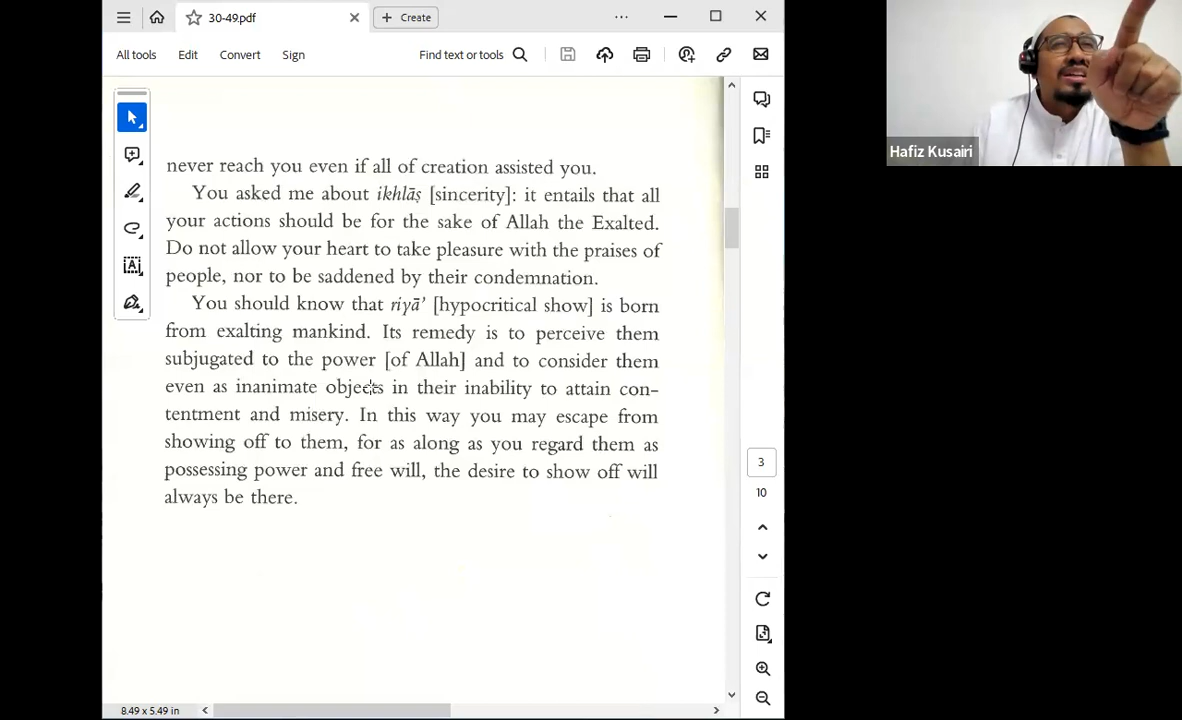 30-49.pdf
Create
All tools
Edit
Convert
Sign
Find text or tools
Hafiz Kusairi
never reach you even if all of creation assisted you.
You asked me about ikhlāṣ [sincerity]: it entails that all
your actions should be for the sake of Allah the Exalted.
Do not allow your heart to take pleasure with the praises of
people, nor to be saddened by their condemnation.
You should know that riyā' [hypocritical show] is born
from exalting mankind. Its remedy is to perceive them
subjugated to the power [of Allah] and to consider them
even as inanimate objects in their inability to attain con-
tentment and misery. In this way you may escape from
showing off to them, for as along as you regard them as
possessing power and free will, the desire to show off will
always be there.
3
10
8.49 x 5.49 in